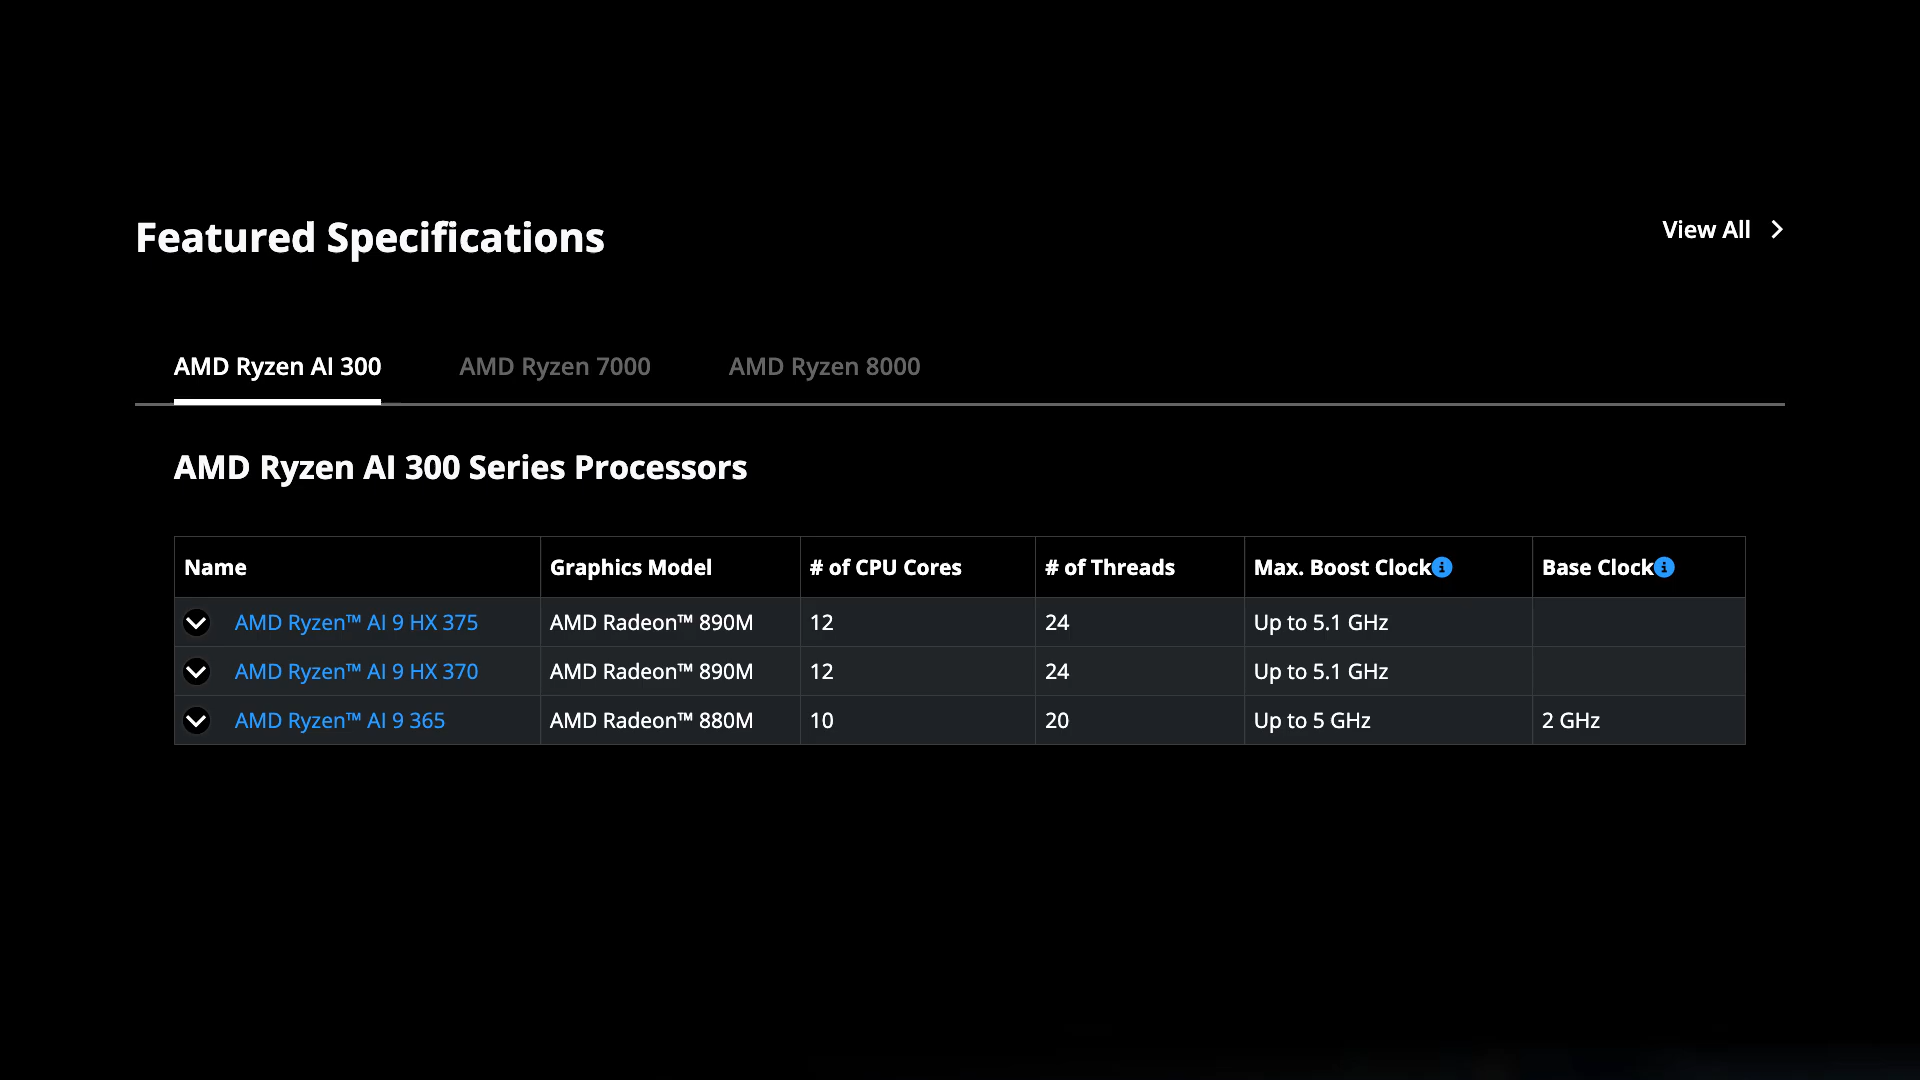 Featured Specifications
View All
AMD Ryzen AI 300 AMD Ryzen 7000 AMD Ryzen 8000
AMD Ryzen AI 300 Series Processors
Name Graphics Model # of CPU Cores # of Threads Max. Boost Clock Base Clock
AMD Ryzen™ AI 9 HX 375 AMD Radeon™ 890M 12 24 Up to 5.1 GHz
AMD Ryzen™ AI 9 HX 370 AMD Radeon™ 890M 12 24 Up to 5.1 GHz
AMD Ryzen™ AI 9 365 AMD Radeon™ 880M 10 20 Up to 5 GHz 2 GHz